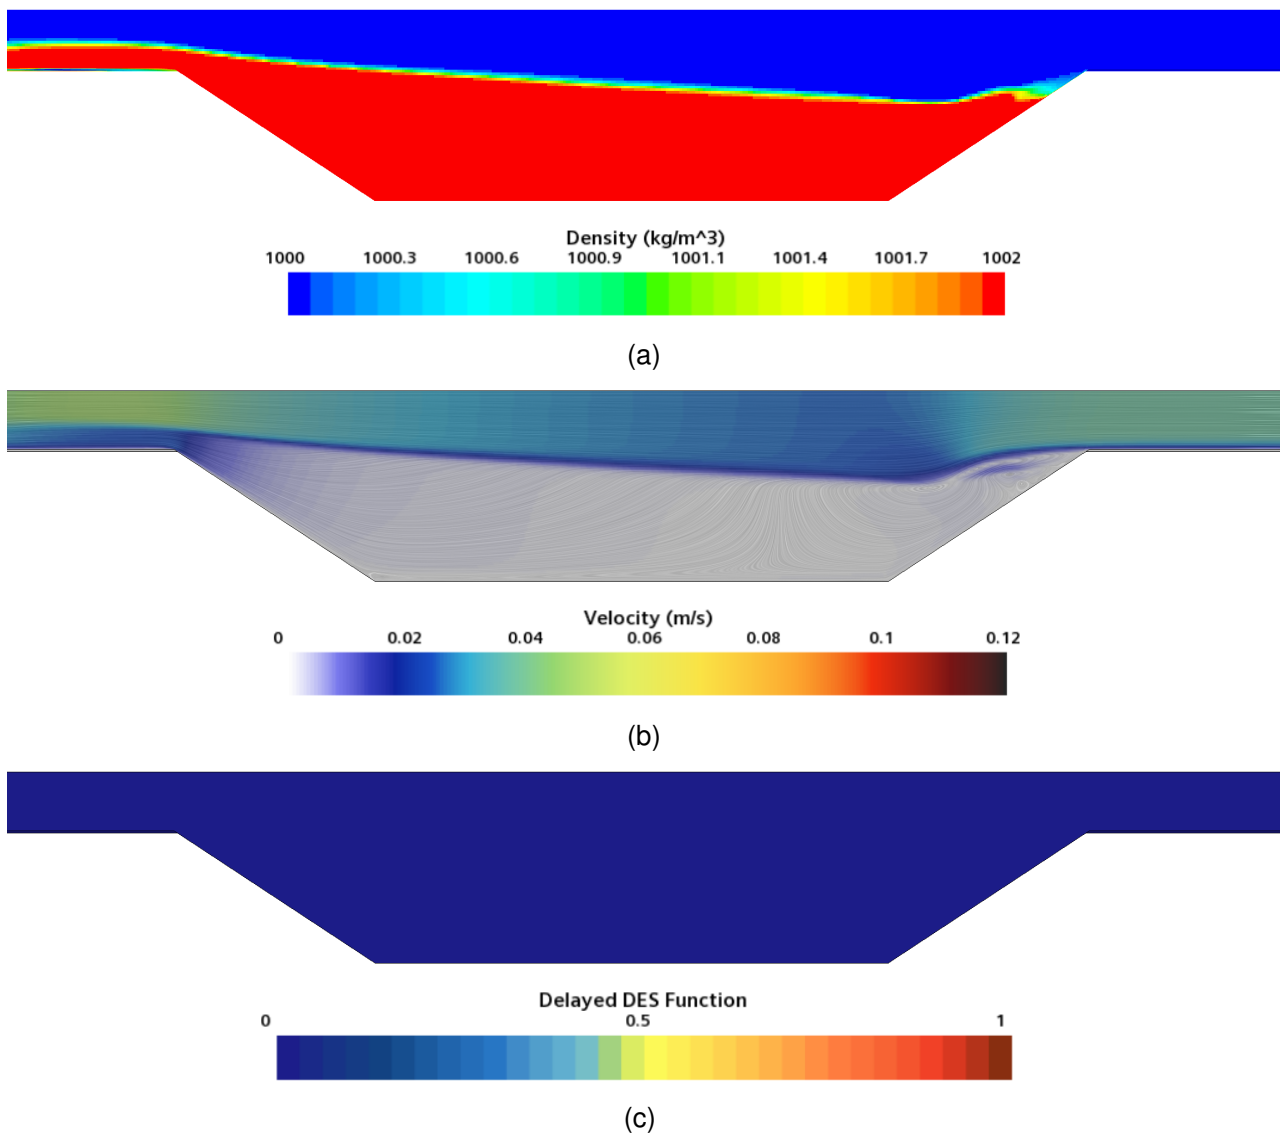 Density (kg/m^3)
1000 1000.3 1000.6 1000.9 1001.1 1001.4 1001.7 1002
(a)
Velocity (m/s)
0 0.02 0.04 0.06 0.08 0.1 0.12
(b)
Delayed DES Function
0 0.5 1
(c)